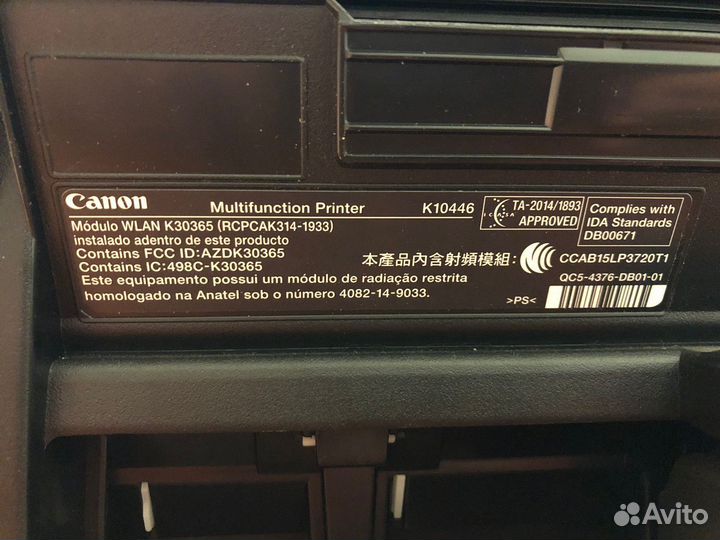 Canon Multifunction Printer K10446
Módulo WLAN K30365 (RCPCAK314-1933)
instalado adentro de este producto
Contains FCC ID:AZDK30365
Contains IC:498C-K30365
Este equipamento possui um módulo de radiação restrita
homologado na Anatel sob o número 4082-14-9033.
ICASA
TA-2014/1893
APPROVED
Complies with
IDA Standards
DB00671
本產品內含射頻模組: CCAB15LP3720T1
QC5-4376-DB01-01
>PS<
Avito